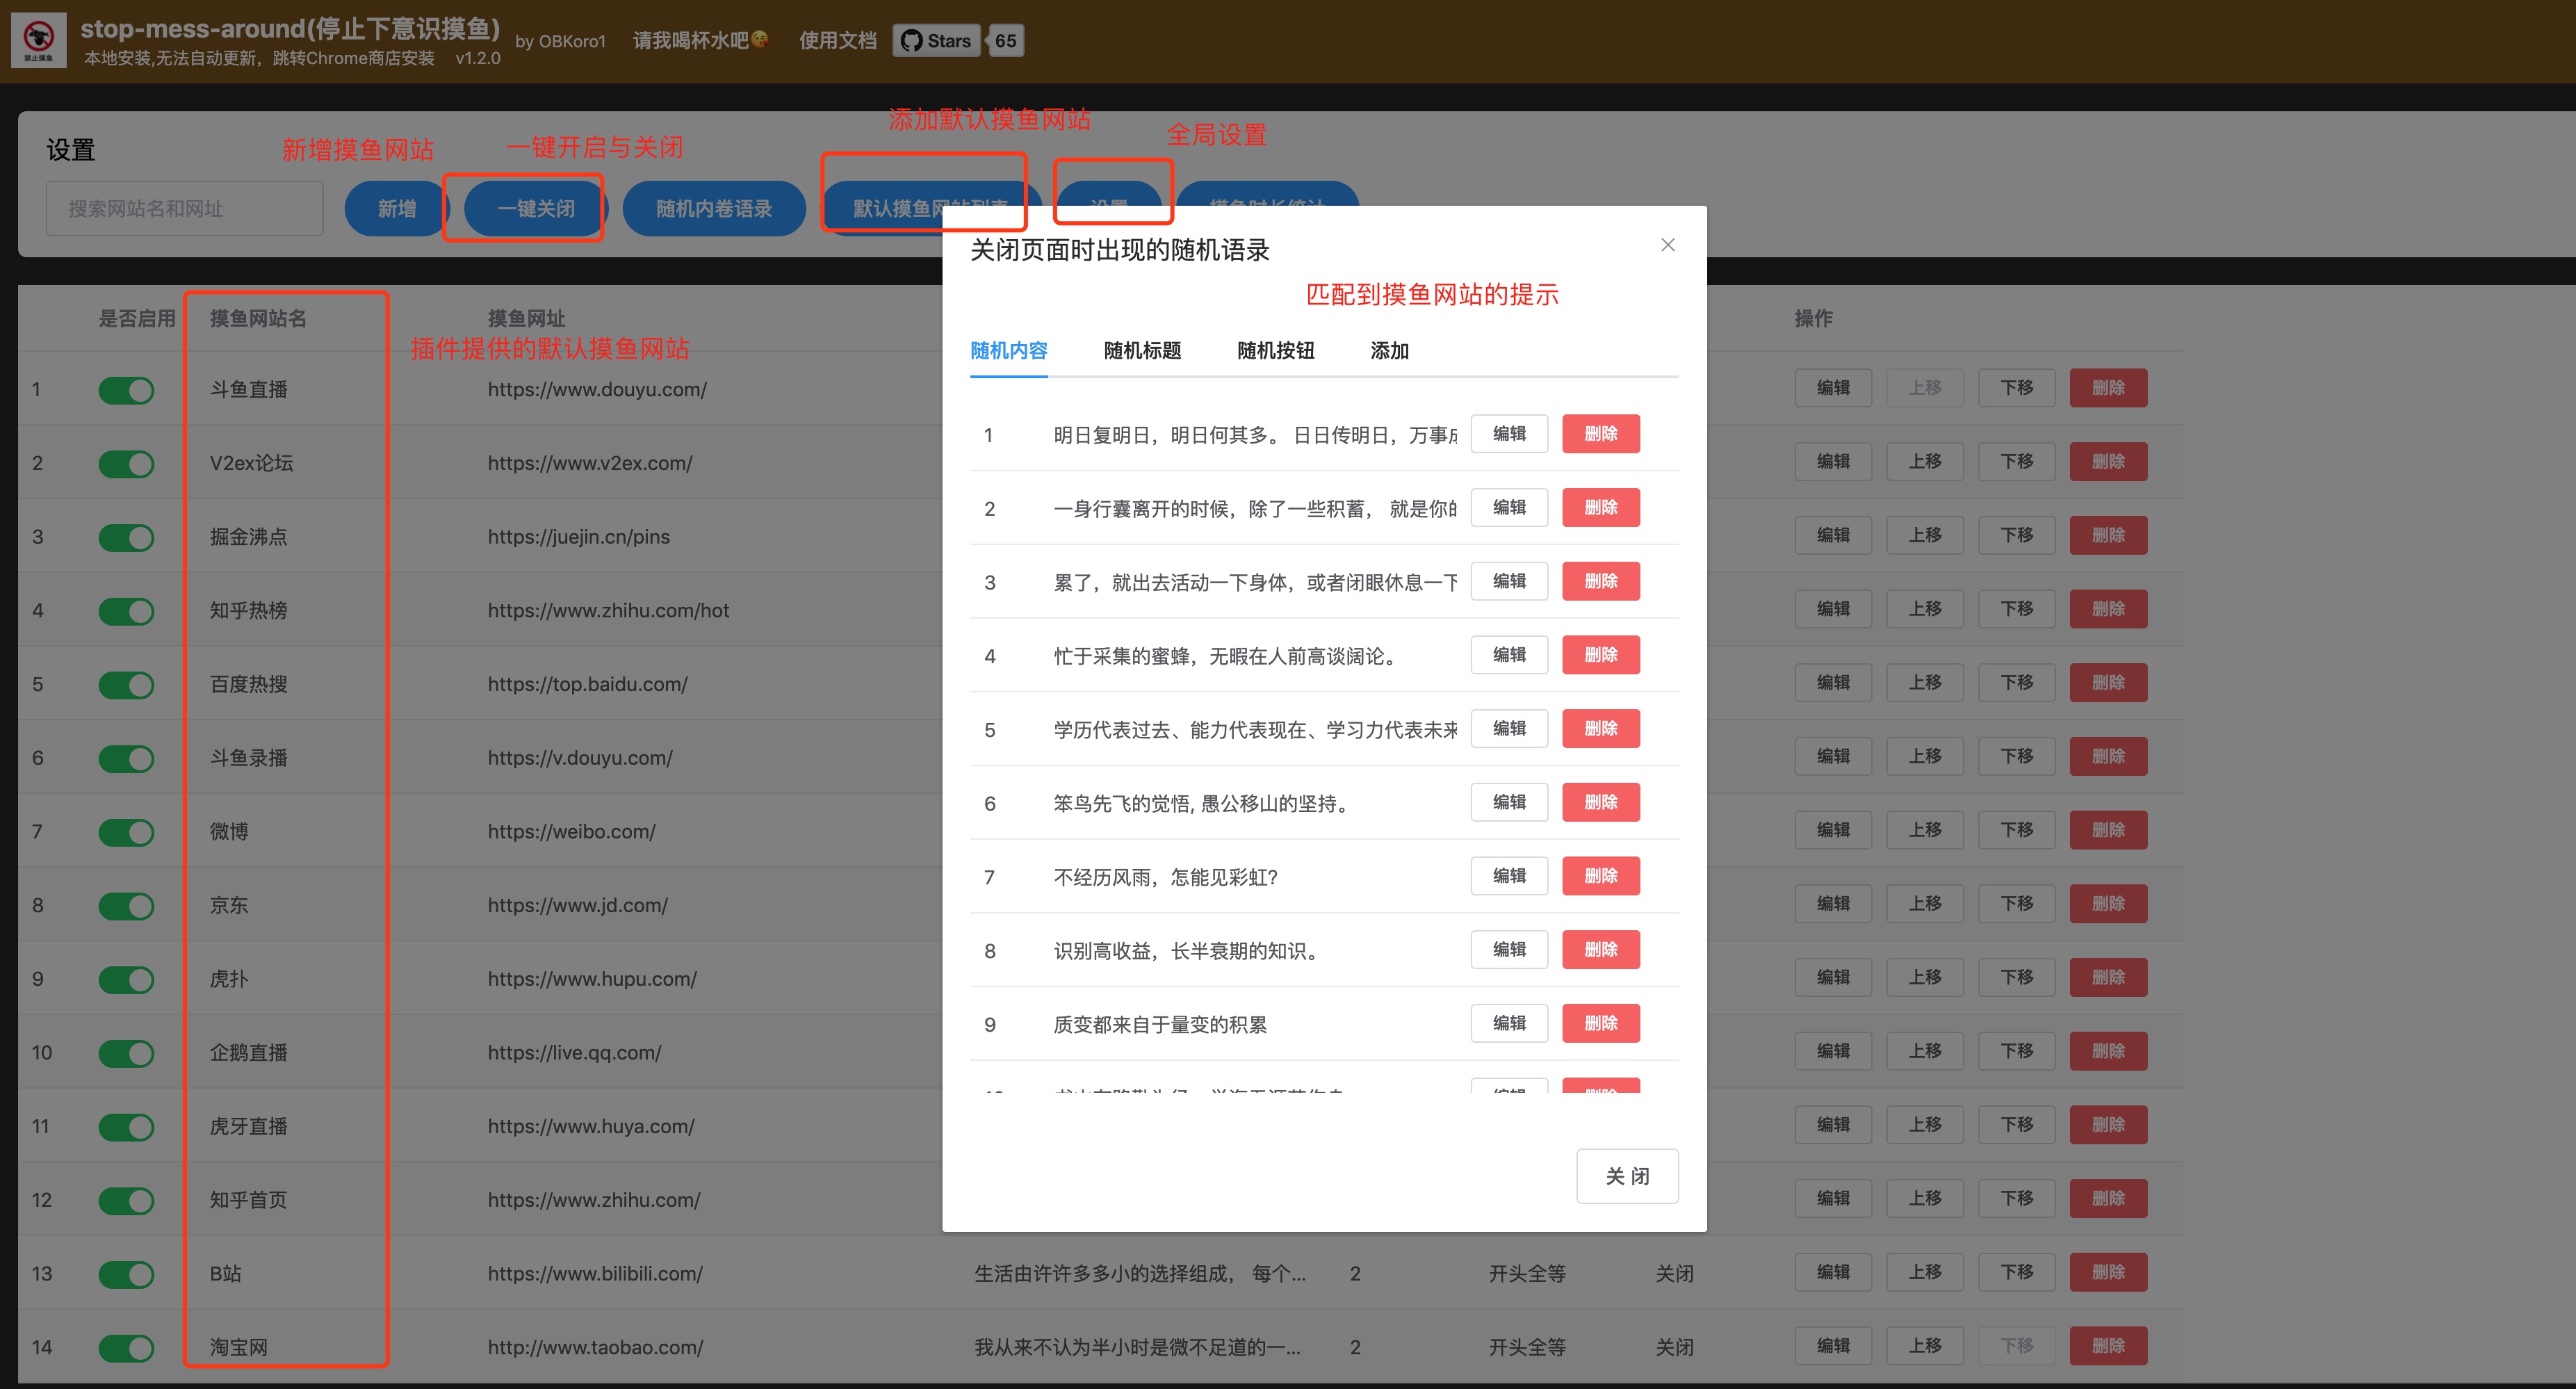 stop-mess-around(停止下意识摸鱼)
by OBKoro1
请我喝杯水吧
使用文档
Stars
65
禁止摸鱼
本地安装,无法自动更新，跳转Chrome商店安装 v1.2.0
添加默认摸鱼网站
设置
新增摸鱼网站
一键开启与关闭
全局设置
搜索网站名和网址
新增
一键关闭
随机内卷语录
默认摸鱼网站列表
设置
摸鱼时长统计
关闭页面时出现的随机语录
匹配到摸鱼网站的提示
随机内容 随机标题 随机按钮 添加
1 明日复明日，明日何其多。 日日传明日，万事 编辑 删除
2 一身行囊离开的时候，除了一些积蓄， 就是你 编辑 删除
3 累了，就出去活动一下身体，或者闭眼休息一下 编辑 删除
4 忙于采集的蜜蜂，无暇在人前高谈阔论。 编辑 删除
5 学历代表过去、能力代表现在、学习力代表未来 编辑 删除
6 笨鸟先飞的觉悟, 愚公移山的坚持。 编辑 删除
7 不经历风雨，怎能见彩虹? 编辑 删除
8 识别高收益，长半衰期的知识。 编辑 删除
9 质变都来自于量变的积累 编辑 删除
关 闭
是否启用 摸鱼网站名 摸鱼网址 操作
插件提供的默认摸鱼网站
1 斗鱼直播 https://www.douyu.com/ 编辑 上移 下移 删除
2 V2ex论坛 https://www.v2ex.com/ 编辑 上移 下移 删除
3 掘金沸点 https://juejin.cn/pins 编辑 上移 下移 删除
4 知乎热榜 https://www.zhihu.com/hot 编辑 上移 下移 删除
5 百度热搜 https://top.baidu.com/ 编辑 上移 下移 删除
6 斗鱼录播 https://v.douyu.com/ 编辑 上移 下移 删除
7 微博 https://weibo.com/ 编辑 上移 下移 删除
8 京东 https://www.jd.com/ 编辑 上移 下移 删除
9 虎扑 https://www.hupu.com/ 编辑 上移 下移 删除
10 企鹅直播 https://live.qq.com/ 编辑 上移 下移 删除
11 虎牙直播 https://www.huya.com/ 编辑 上移 下移 删除
12 知乎首页 https://www.zhihu.com/ 编辑 上移 下移 删除
13 B站 https://www.bilibili.com/ 生活由许许多多小的选择组成， 每个... 2 开头全等 关闭 编辑 上移 下移 删除
14 淘宝网 http://www.taobao.com/ 我从来不认为半小时是微不足道的一... 2 开头全等 关闭 编辑 上移 下移 删除